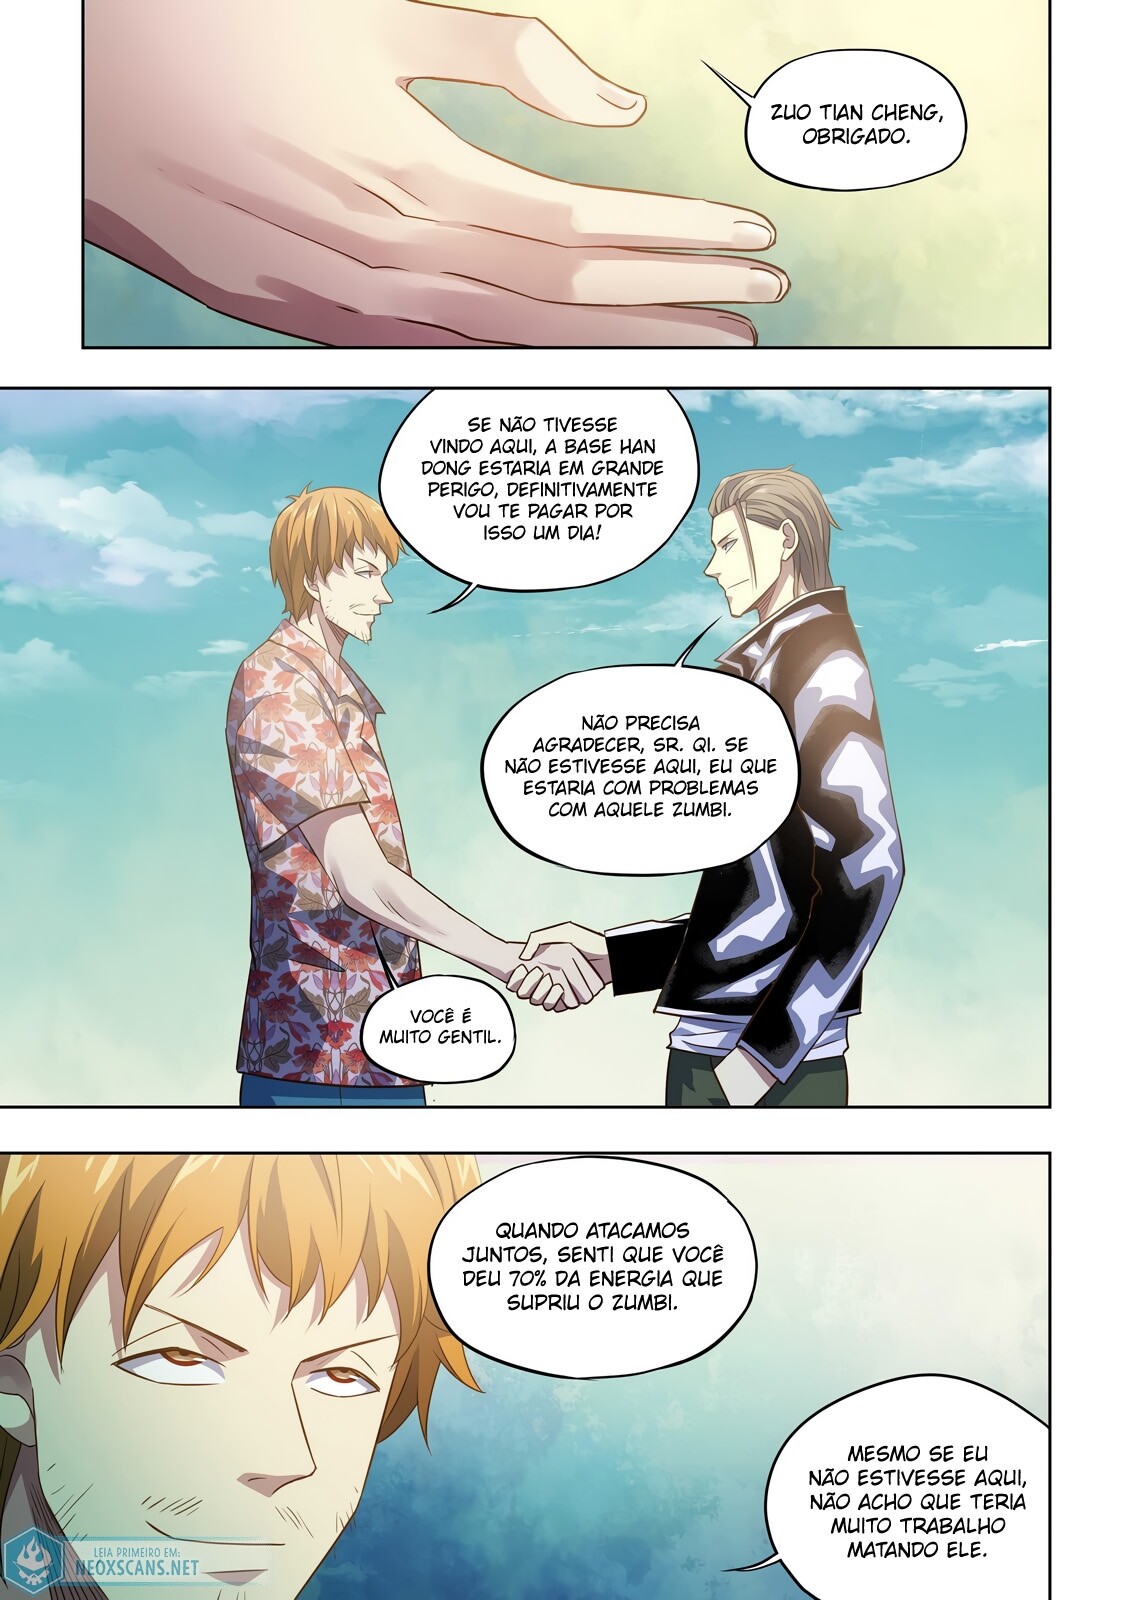 ZUO TIAN CHENG,
OBRIGADO.
SE NÃO TIVESSE
VINDO AQUI, A BASE HAN
DONG ESTARIA EM GRANDE
PERIGO, DEFINITIVAMENTE
VOU TE PAGAR POR
ISSO UM DIA!
NÃO PRECISA
AGRADECER, SR. QI. SE
NÃO ESTIVESSE AQUI, EU QUE
ESTARIA COM PROBLEMAS
COM AQUELE ZUMBI.
VOCÊ É
MUITO GENTIL.
QUANDO ATACAMOS
JUNTOS, SENTI QUE VOCÊ
DEU 70% DA ENERGIA QUE
SUPRIU O ZUMBI.
MESMO SE EU
NÃO ESTIVESSE AQUI,
NÃO ACHO QUE TERIA
MUITO TRABALHO
MATANDO ELE.
LEIA PRIMEIRO EM:
NEOXSCANS.NET